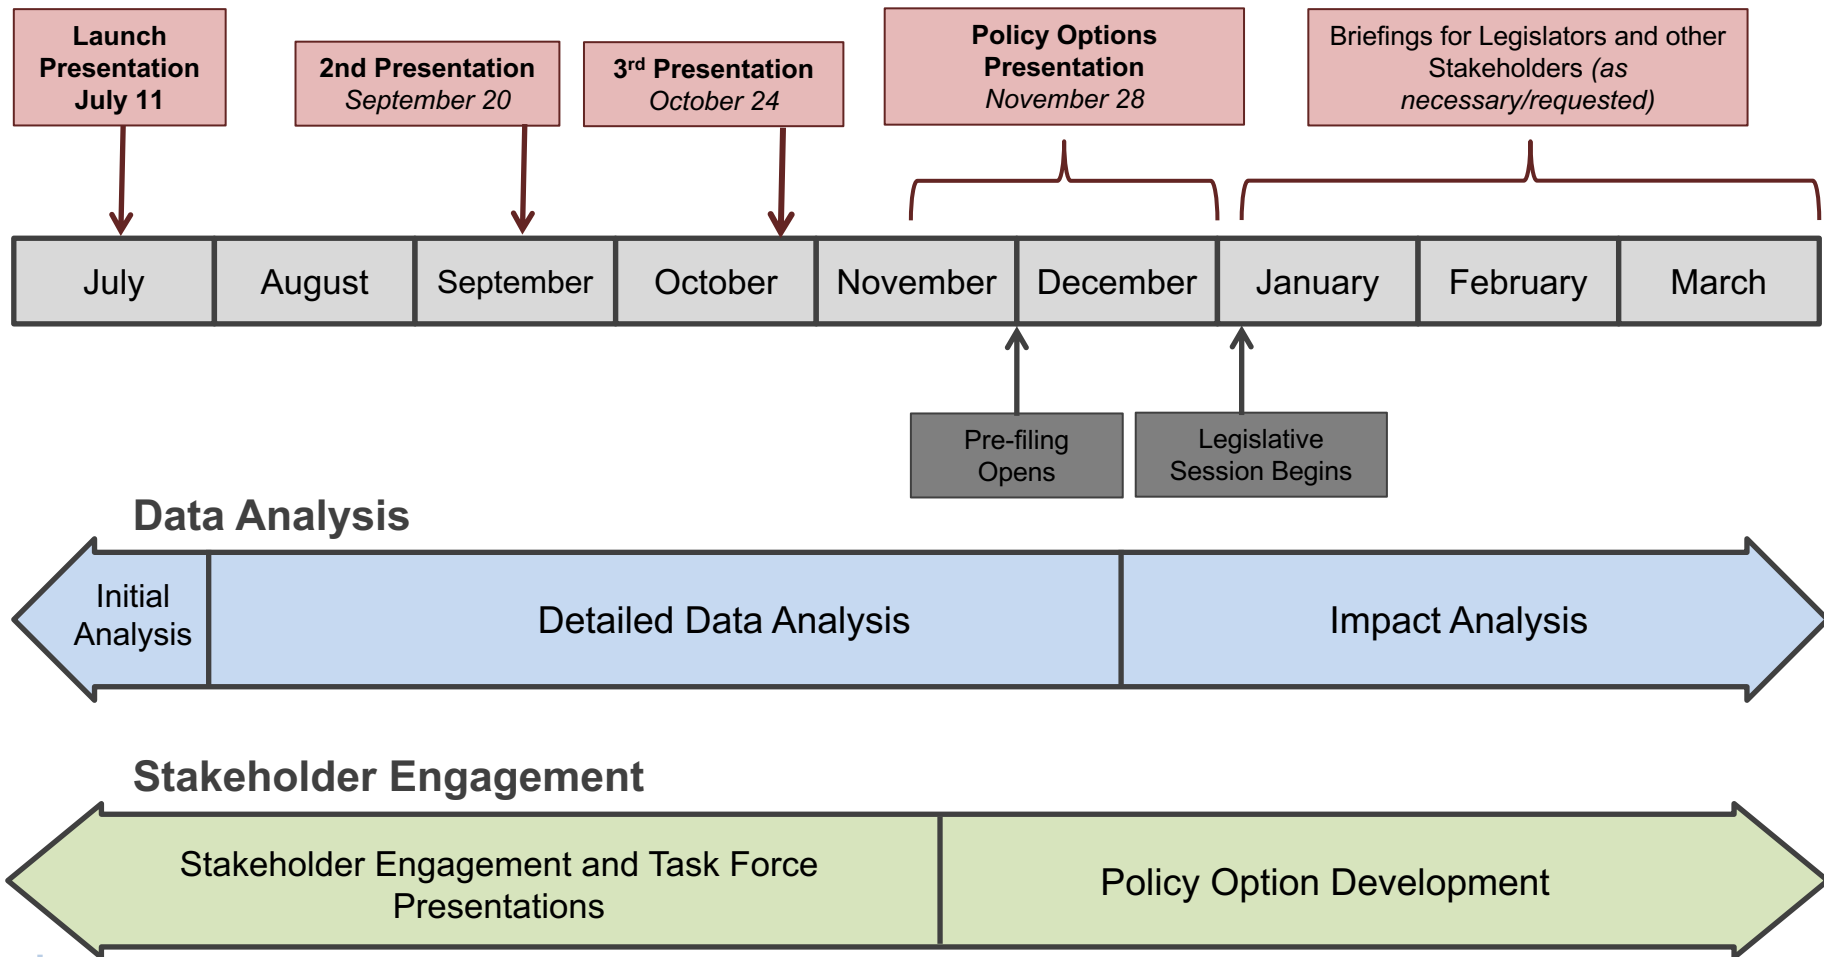 Launch
Presentation
July 11
2nd Presentation
September 20
3rd Presentation
October 24
Policy Options
Presentation
November 28
Briefings for Legislators and other
Stakeholders (as
necessary/requested)
July
August
September
October
November
December
January
February
March
Pre-filing
Opens
Legislative
Session Begins
Data Analysis
Initial
Analysis
Detailed Data Analysis
Impact Analysis
Stakeholder Engagement
Stakeholder Engagement and Task Force
Presentations
Policy Option Development